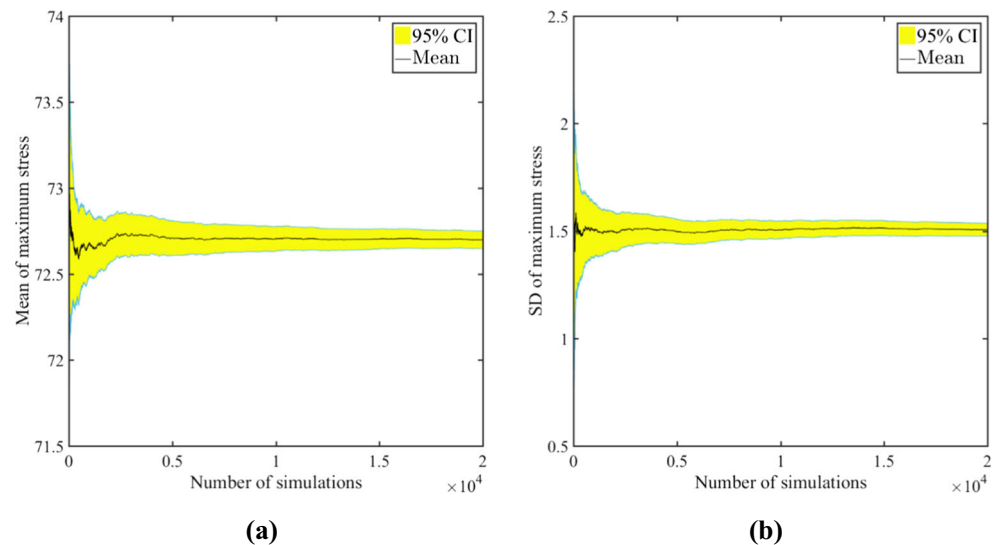 74
73.5
73
72.5
72
71.5
Mean of maximum stress
95% CI
Mean
0
0.5
1
1.5
2
Number of simulations
×10^4
(a)
2.5
2
1.5
1
0.5
SD of maximum stress
95% CI
Mean
0
0.5
1
1.5
2
Number of simulations
×10^4
(b)